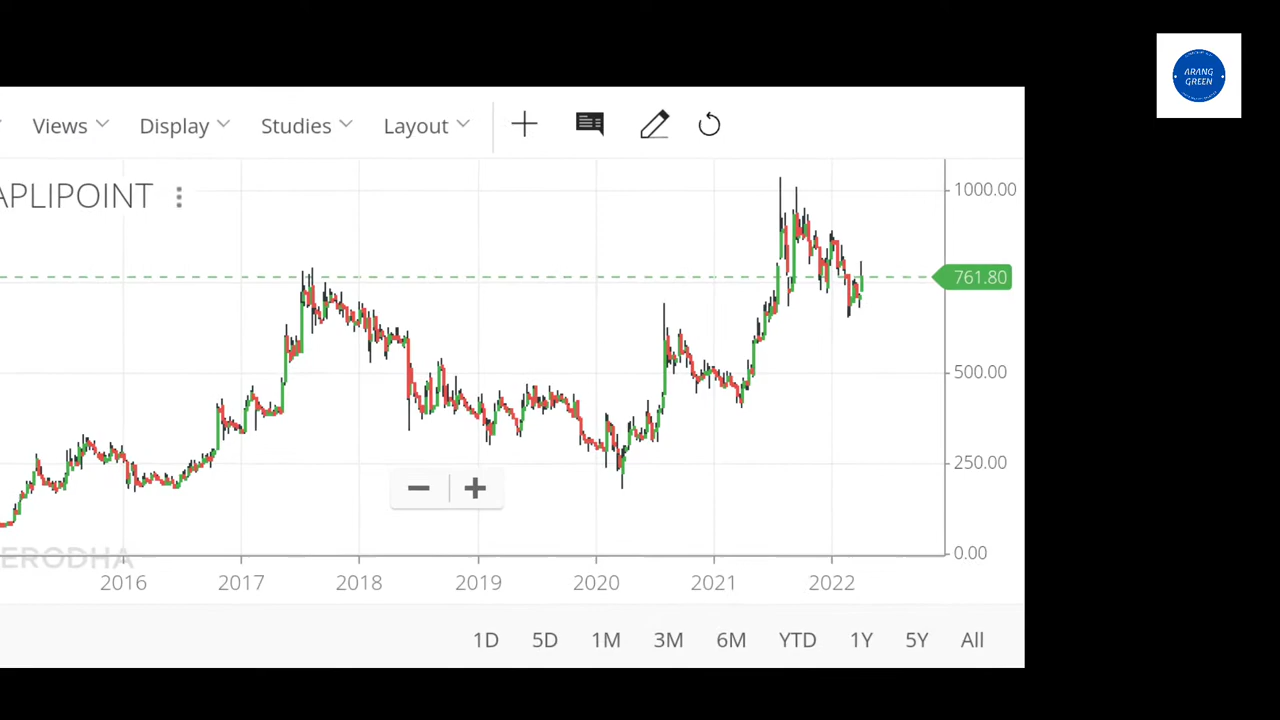 ARANG
GREEN
Views Display Studies Layout
APLIPOINT
1000.00
761.80
500.00
250.00
0.00
ERODHA
2016 2017 2018 2019 2020 2021 2022
1D 5D 1M 3M 6M YTD 1Y 5Y All